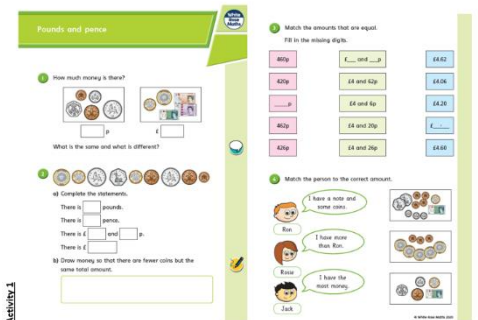 Pounds and pence
White Rose Maths
1 How much money is there?
p £
What is the same and what is different?
2
a) Complete the statements.
There is pounds.
There is pence.
There is £ and p.
There is £
b) Draw money so that there are fewer coins but the
same total amount.
Activity 1
3 Match the amounts that are equal.
Fill in the missing digits.
460p £__ and __p £4.62
420p £4 and 62p £4.06
____p £4 and 6p £4.20
462p £4 and 20p £_.__
426p £4 and 26p £4.60
4 Match the person to the correct amount.
I have a note and
some coins.
Ron
I have more
than Ron.
Rosie
I have the
most money.
Jack
© White Rose Maths